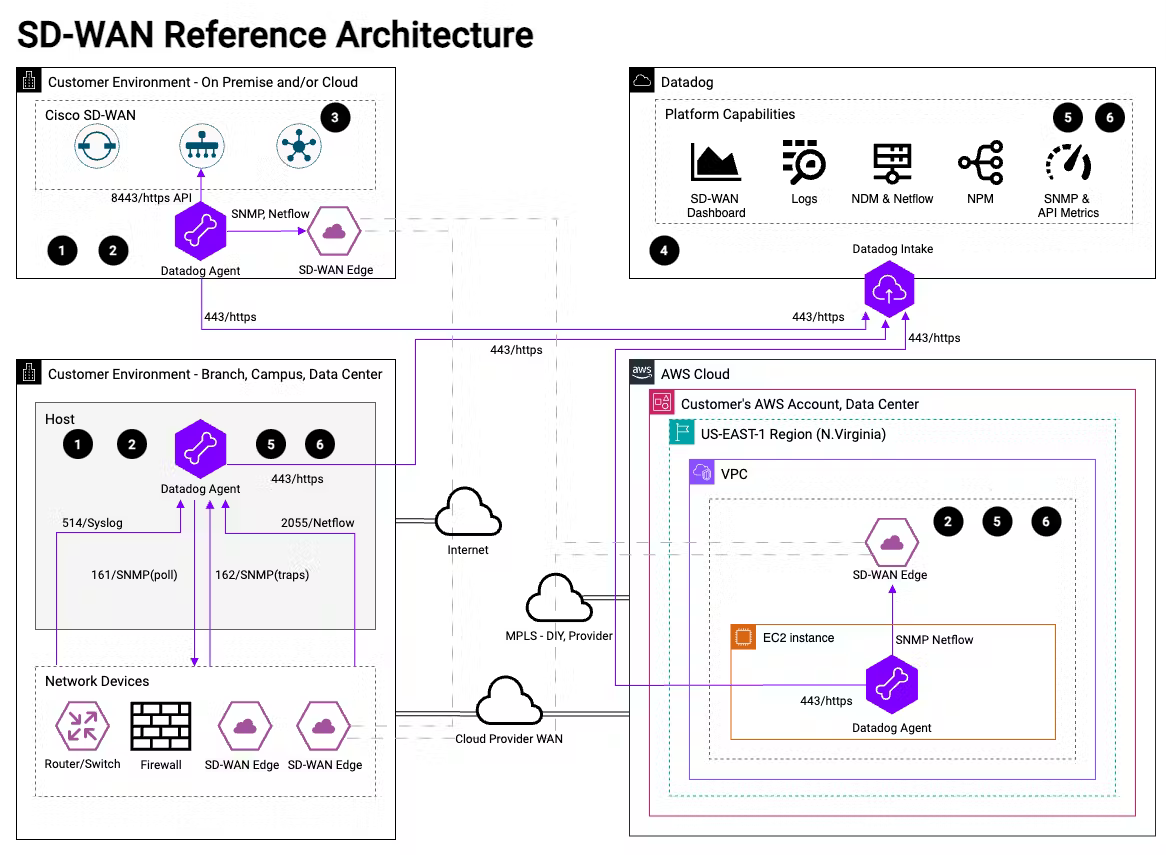 SD-WAN Reference Architecture
Customer Environment - On Premise and/or Cloud
Cisco SD-WAN
3
8443/https API
SNMP, Netflow
1
2
Datadog Agent
SD-WAN Edge
Datadog
Platform Capabilities
5
6
SD-WAN
Dashboard
Logs
NDM & Netflow
NPM
SNMP &
API Metrics
4
Datadog Intake
443/https
443/https
443/https
443/https
Customer Environment - Branch, Campus, Data Center
Host
1
2
5
6
Datadog Agent
443/https
514/Syslog
2055/Netflow
161/SNMP(poll)
162/SNMP(traps)
Network Devices
Router/Switch
Firewall
SD-WAN Edge
SD-WAN Edge
Internet
MPLS - DIY, Provider
Cloud Provider WAN
aws
AWS Cloud
Customer's AWS Account, Data Center
US-EAST-1 Region (N.Virginia)
VPC
2
5
6
SD-WAN Edge
EC2 instance
SNMP Netflow
443/https
Datadog Agent